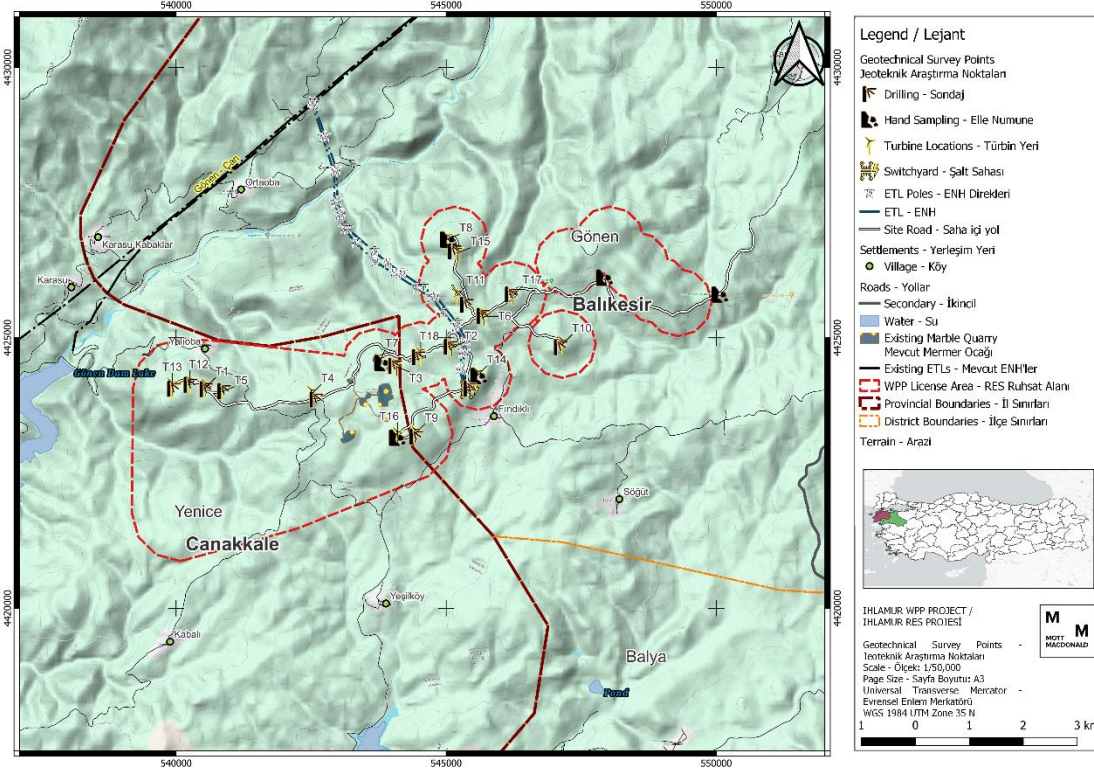 540000 545000 550000
4430000
4430000
Gönen - Çan
Ortaoba
Karasu Kabaklar
Karasu
T8
T15
Gönen
T11
T17
Balıkesir
T6
4425000
4425000
T18
T2
T10
Yalıoba
T7
Gönen Dam Lake
T13
T12
T1
T5
T4
T3
T14
Fındıklı
T16
T9
Söğüt
Yenice
Çanakkale
4420000
4420000
Yeşilköy
Kabalı
Balya
Pond
540000 545000 550000
Legend / Lejant
Geotechnical Survey Points
Jeoteknik Araştırma Noktaları
Drilling - Sondaj
Hand Sampling - Elle Numune
Turbine Locations - Türbin Yeri
Switchyard - Şalt Sahası
ETL Poles - ENH Direkleri
ETL - ENH
Site Road - Saha içi yol
Settlements - Yerleşim Yeri
Village - Köy
Roads - Yollar
Secondary - İkincil
Water - Su
Existing Marble Quarry
Mevcut Mermer Ocağı
Existing ETLs - Mevcut ENH'ler
WPP License Area - RES Ruhsat Alanı
Provincial Boundaries - İl Sınırları
District Boundaries - İlçe Sınırları
Terrain - Arazi
IHLAMUR WPP PROJECT /
IHLAMUR RES PROJESİ
M
M
MOTT
MACDONALD
Geotechnical Survey Points -
Jeoteknik Araştırma Noktaları
Scale - Ölçek: 1/50,000
Page Size - Sayfa Boyutu: A3
Universal Transverse Mercator -
Evrensel Enlem Merkatörü
WGS 1984 UTM Zone 35 N
1 0 1 2 3 km